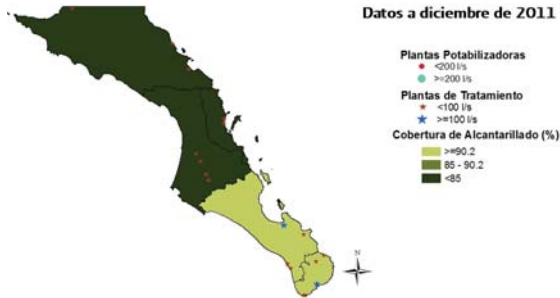 Datos a diciembre de 2011
Plantas Potabilizadoras
<200 l/s
>=200 l/s
Plantas de Tratamiento
<100 l/s
>=100 l/s
Cobertura de Alcantarillado (%)
>=90.2
85 - 90.2
<85
N